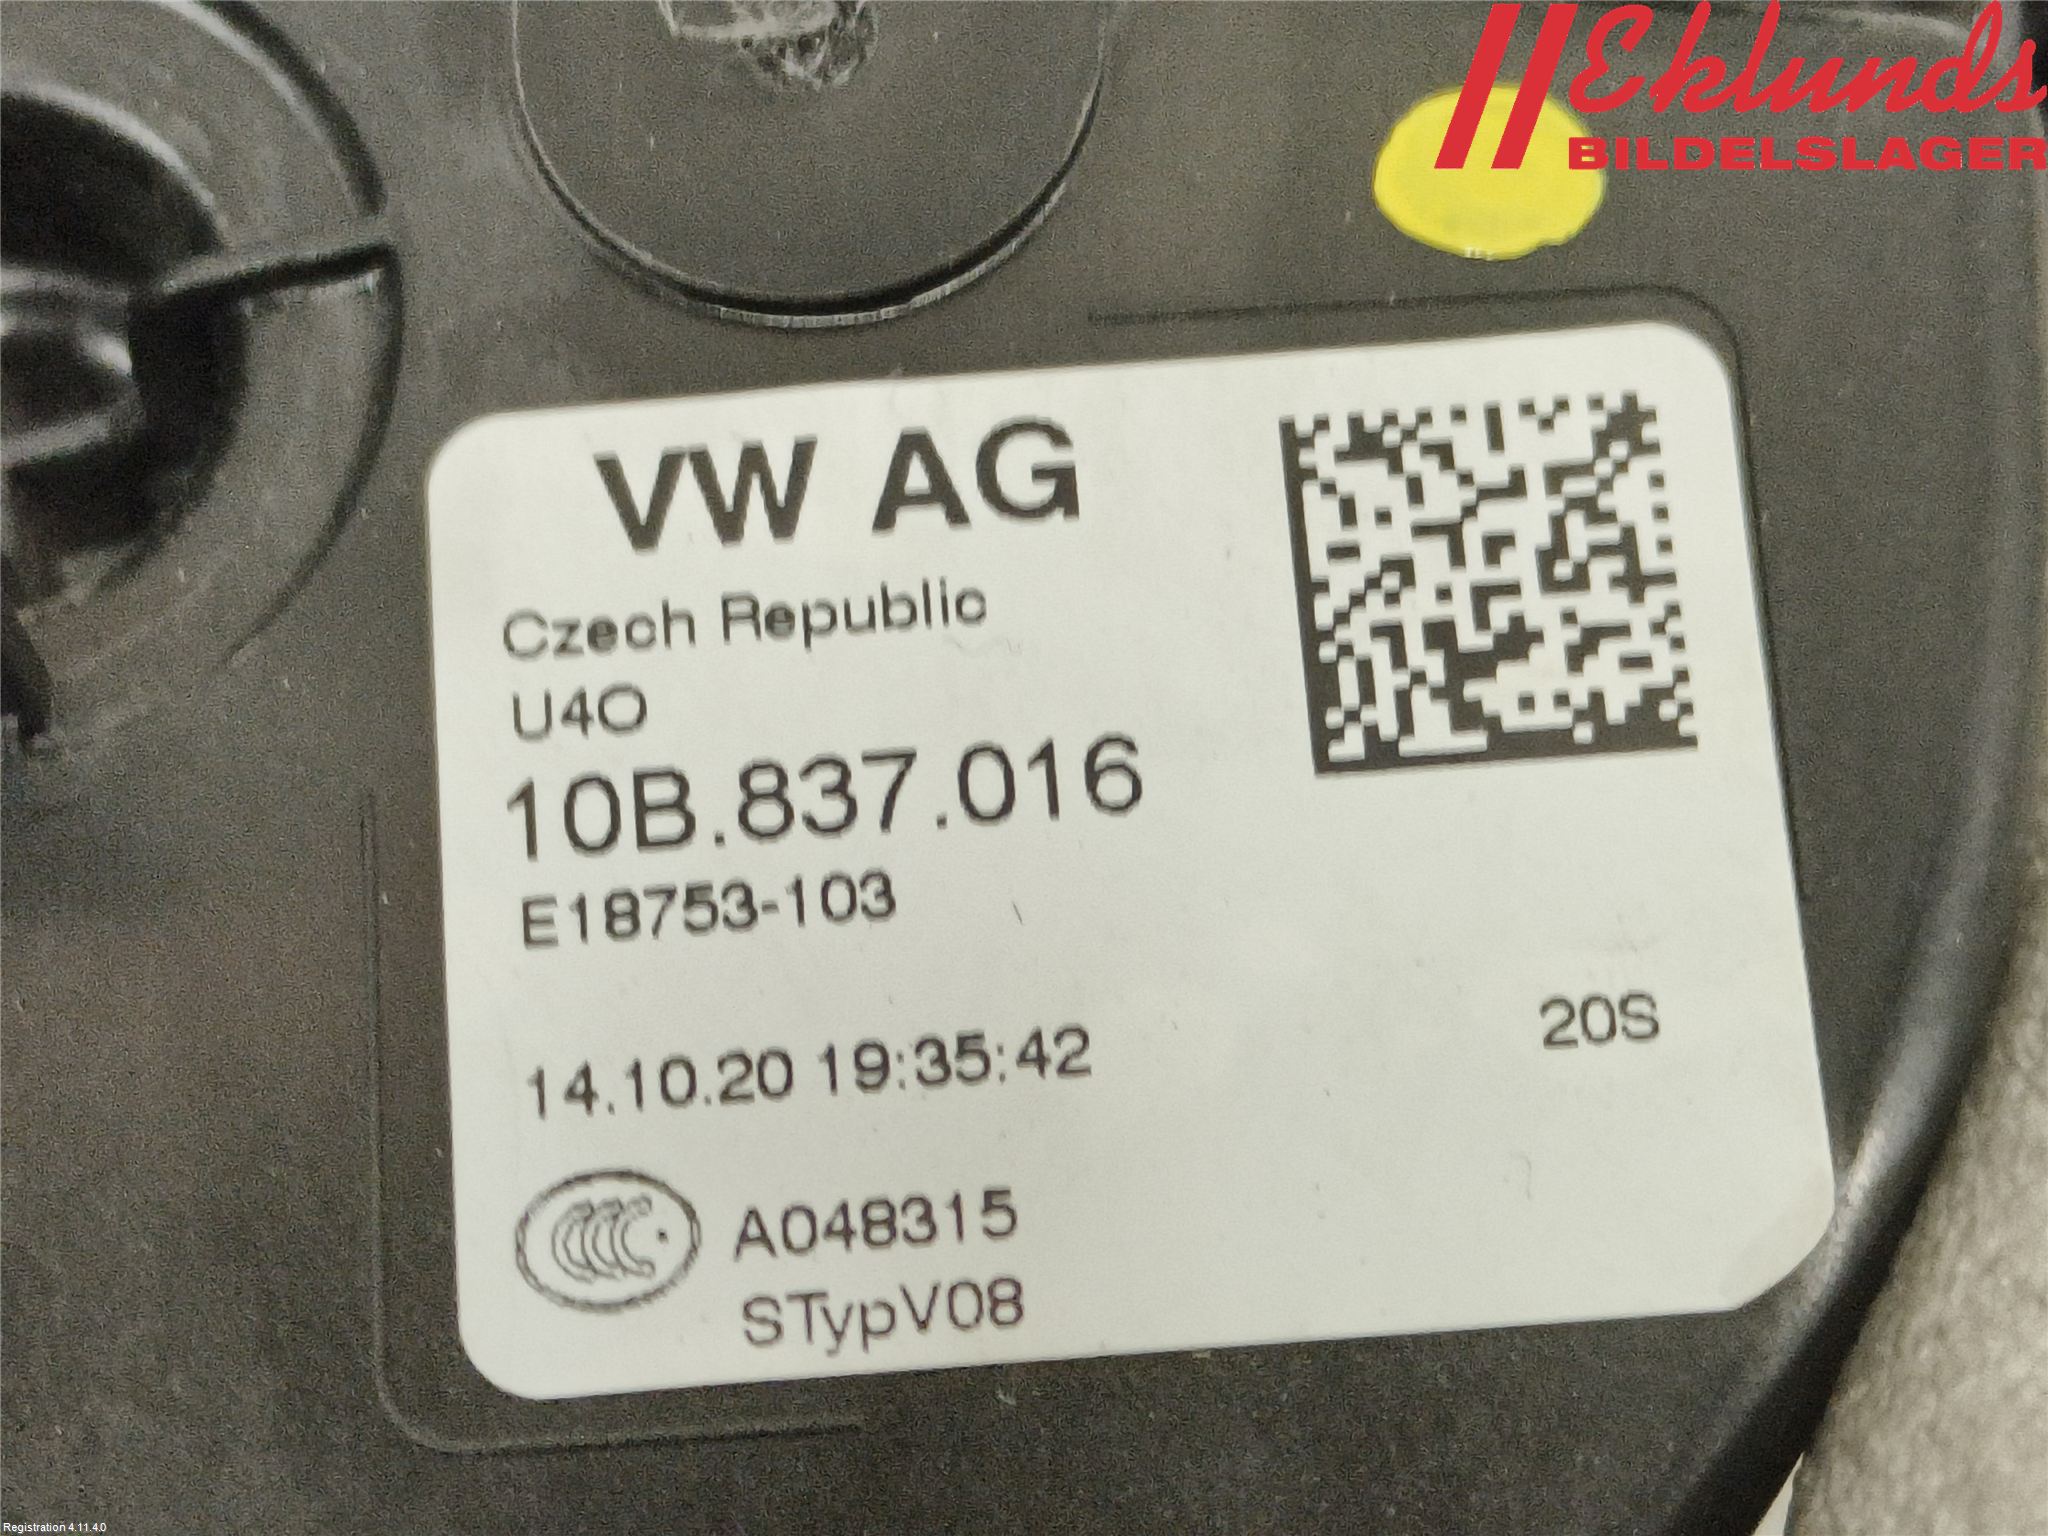 Eklunds
BILDELSLAGER
VW AG
Czech Republic
U4O
10B.837.016
E18753-103
14.10.20 19:35:42
20S
CCC
A048315
STypV08
Registration 4.11.4.0